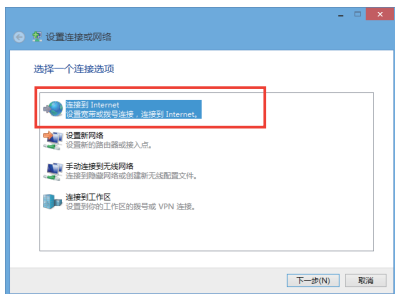 设置连接或网络
选择一个连接选项
连接到 Internet
设置宽带或拨号连接，连接到 Internet。
设置新网络
设置新的路由器或接入点。
手动连接到无线网络
连接到隐藏网络或创建新无线配置文件。
连接到工作区
设置到你的工作区的拨号或 VPN 连接。
下一步(N)
取消